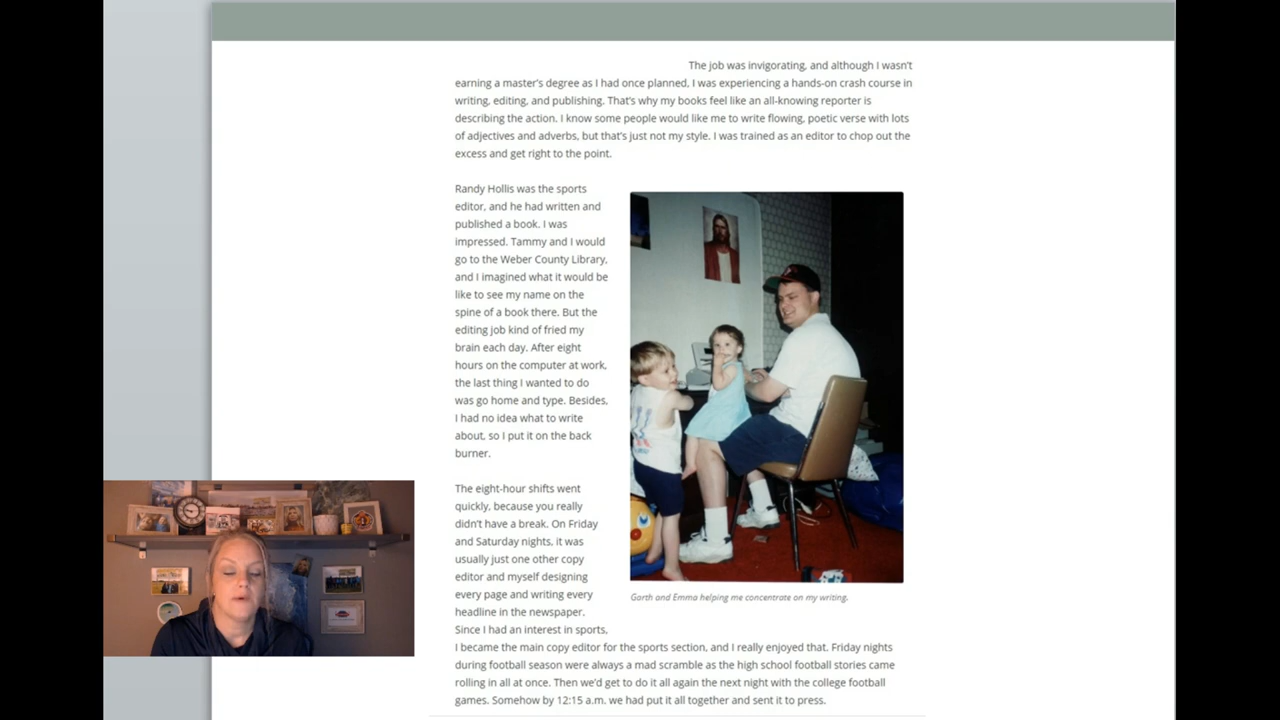 The job was invigorating, and although I wasn't
earning a master's degree as I had once planned, I was experiencing a hands-on crash course in
writing, editing, and publishing. That's why my books feel like an all-knowing reporter is
describing the action. I know some people would like me to write flowing, poetic verse with lots
of adjectives and adverbs, but that's just not my style. I was trained as an editor to chop out the
excess and get right to the point.
Randy Hollis was the sports
editor, and he had written and
published a book. I was
impressed. Tammy and I would
go to the Weber County Library,
and I imagined what it would be
like to see my name on the
spine of a book there. But the
editing job kind of fried my
brain each day. After eight
hours on the computer at work,
the last thing I wanted to do
was go home and type. Besides,
I had no idea what to write
about, so I put it on the back
burner.
The eight-hour shifts went
quickly, because you really
didn't have a break. On Friday
and Saturday nights, it was
usually just one other copy
editor and myself designing
every page and writing every
headline in the newspaper.
Since I had an interest in sports,
I became the main copy editor for the sports section, and I really enjoyed that. Friday nights
during football season were always a mad scramble as the high school football stories came
rolling in all at once. Then we'd get to do it all again the next night with the college football
games. Somehow by 12:15 a.m. we had put it all together and sent it to press.
Garth and Emma helping me concentrate on my writing.